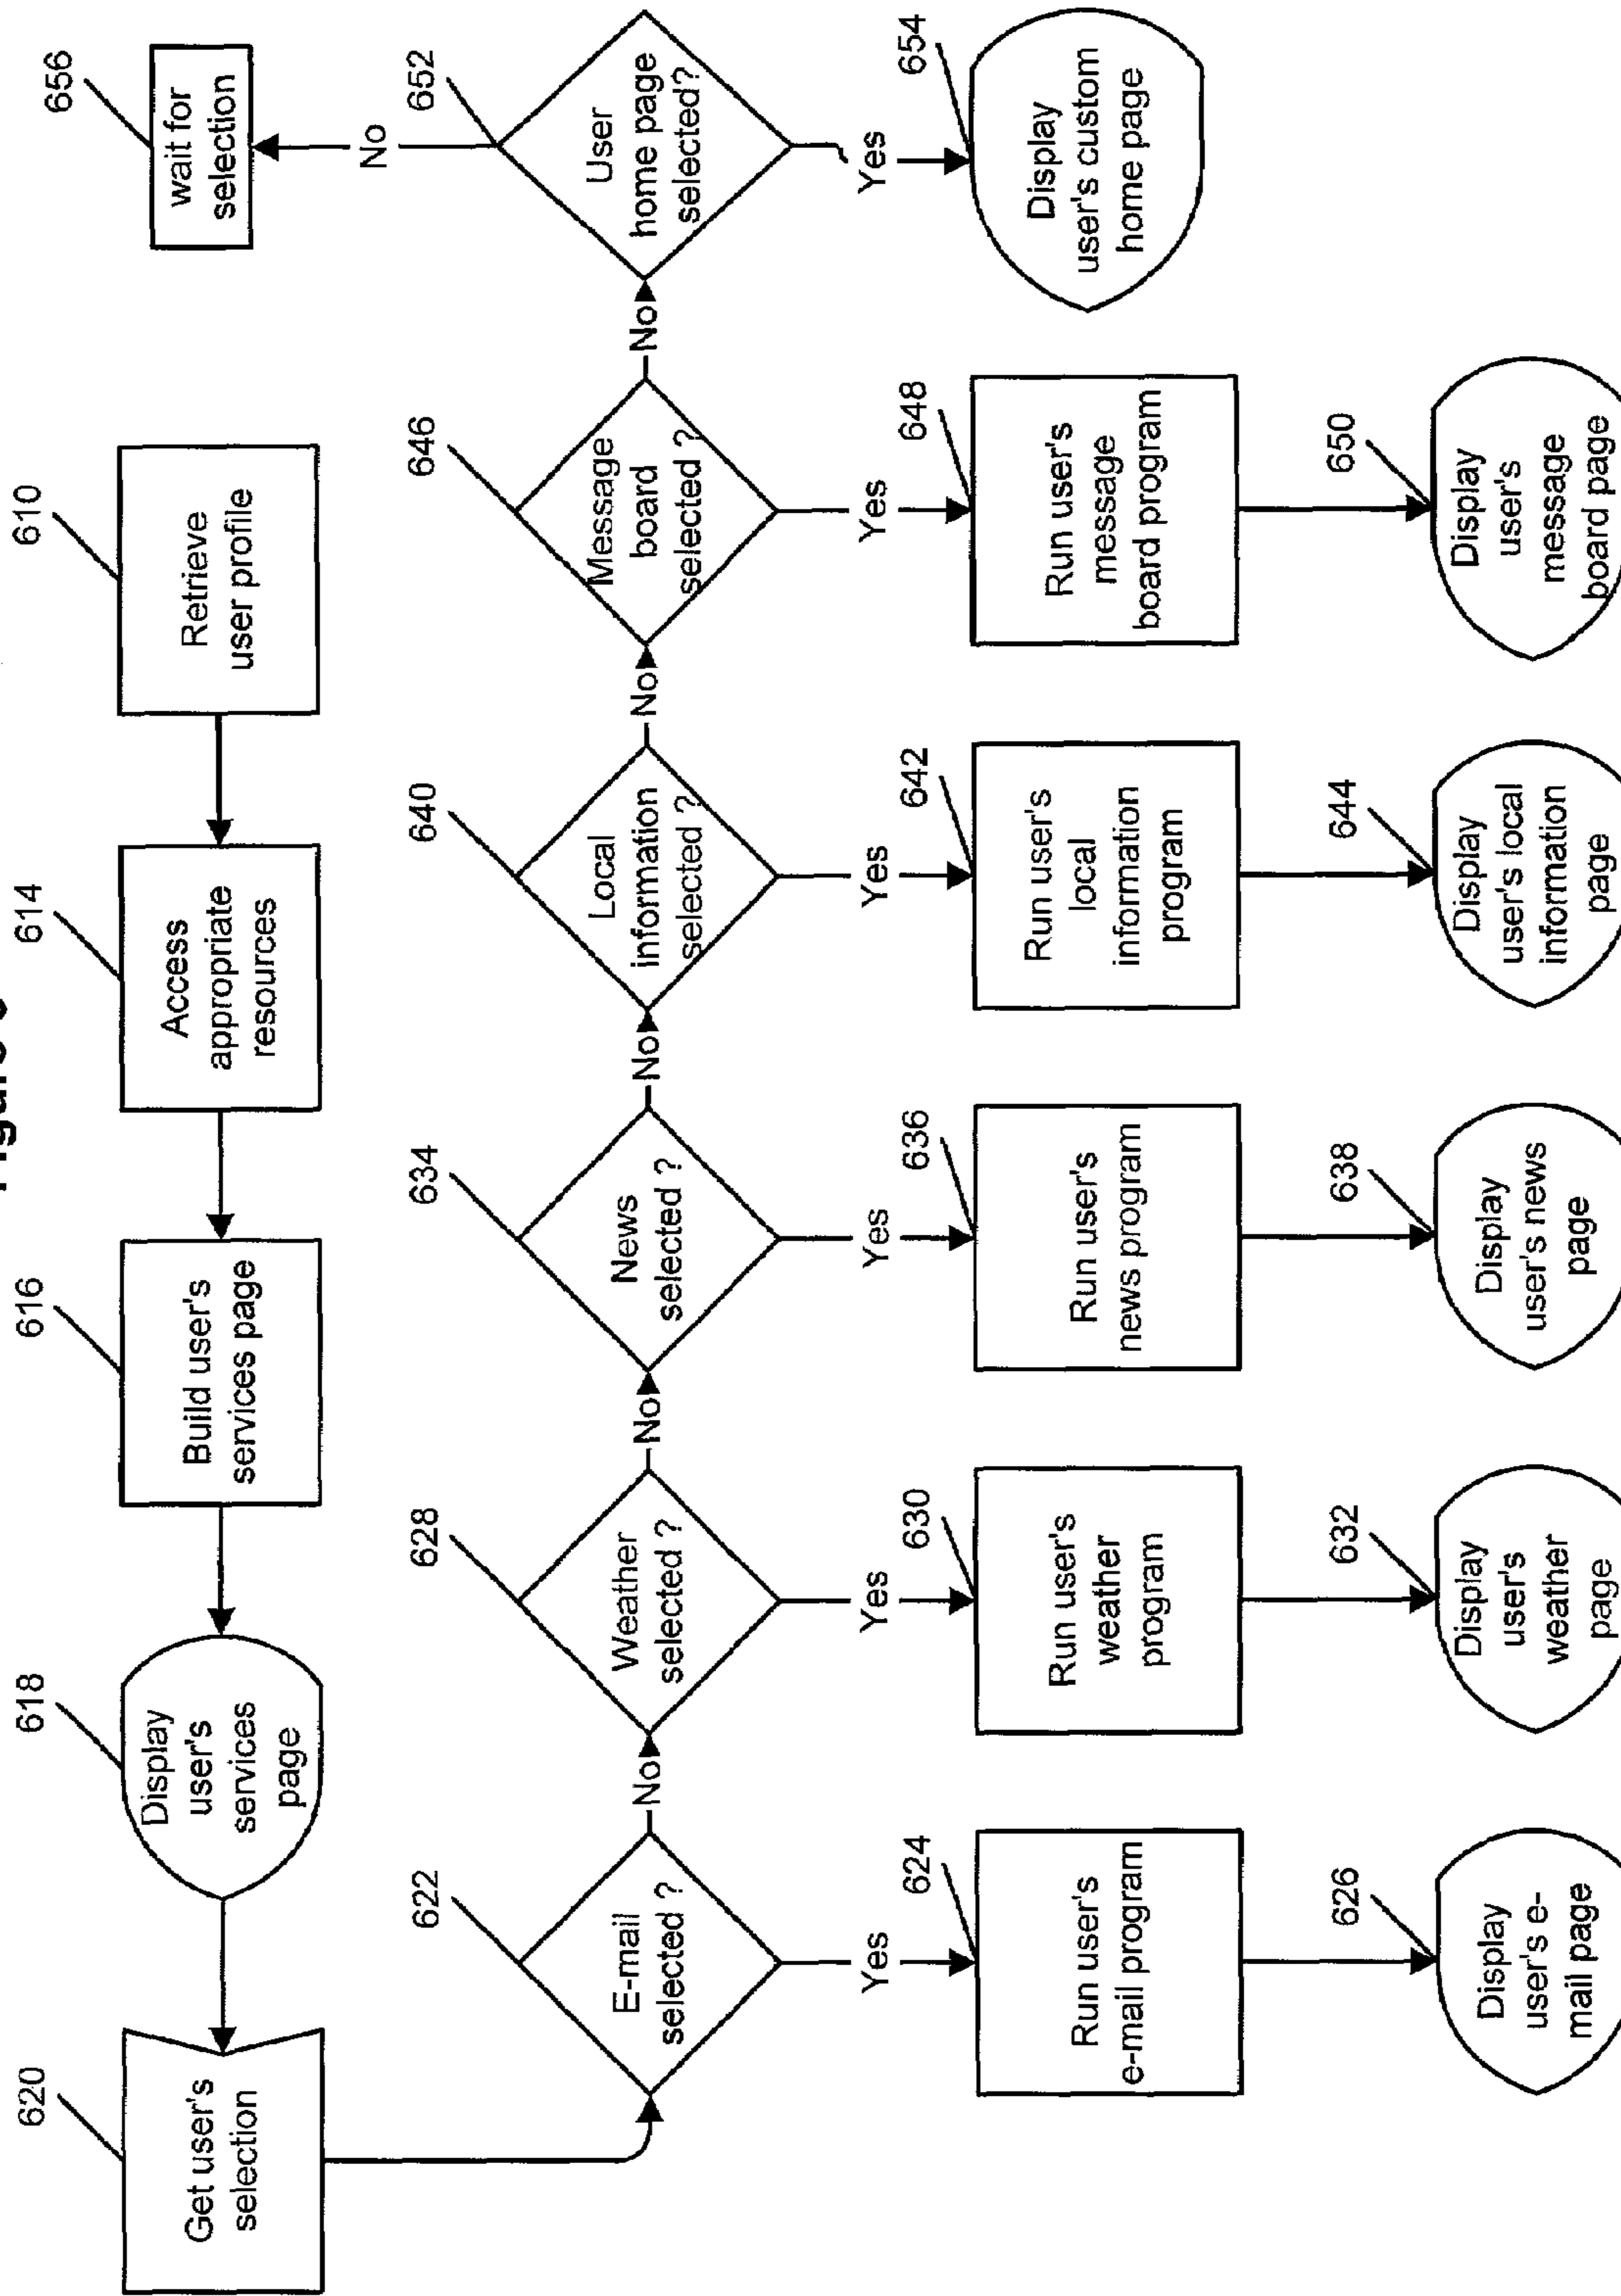 Figure
620
618
616
614
610
656
Get user's
selection
Display
user's
services
page
Build user's
services page
Access
appropriate
resources
Retrieve
user profile
wait for
selection
No
622
628
634
640
646
652
E-mail
selected ?
No
Weather
selected ?
No
News
selected ?
No
Local
information
selected ?
No
Message
board
selected ?
No
User
home page
selected?
Yes
Yes
Yes
Yes
Yes
Yes
624
630
636
642
648
654
Run user's
e-mail program
Run user's
weather
program
Run user's
news program
Run user's
local
information
program
Run user's
message
board program
Display
user's custom
home page
626
632
638
644
650
Display
user's e-
mail page
Display
user's
weather
page
Display
user's news
page
Display
user's local
information
page
Display
user's
message
board page